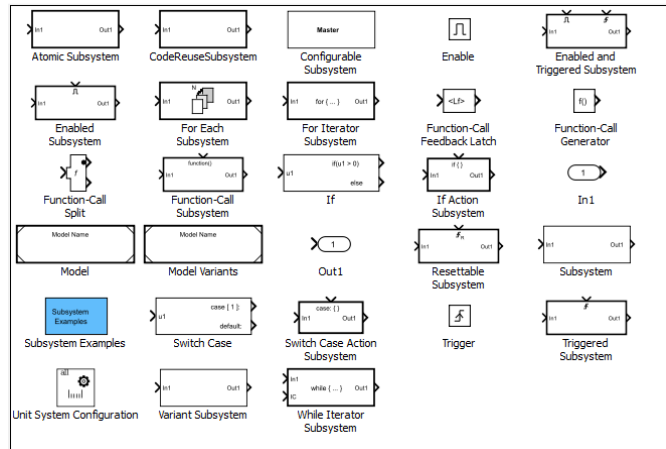 In1 Out1
In1 Out1
Master
Atomic Subsystem
CodeReuseSubsystem
Configurable
Subsystem
Enable
In1 Out1
Enabled and
Triggered Subsystem
In1 Out1
Enabled
Subsystem
N
In1 Out1
For Each
Subsystem
In1 for { ... } Out1
For Iterator
Subsystem
<Lf>
Function-Call
Feedback Latch
f()
Function-Call
Generator
f
Function-Call
Split
function()
In1 Out1
Function-Call
Subsystem
u1
if(u1 > 0)
else
If
if { }
In1 Out1
If Action
Subsystem
1
In1
Model Name
Model
Model Name
Model Variants
1
Out1
In1 Out1
Resettable
Subsystem
In1 Out1
Subsystem
Subsystem
Examples
Subsystem Examples
u1
case [ 1 ]:
default:
Switch Case
case: { }
In1 Out1
Switch Case Action
Subsystem
Trigger
In1 Out1
Triggered
Subsystem
all
Unit System Configuration
In1 Out1
Variant Subsystem
In1
while { ... } Out1
IC
While Iterator
Subsystem